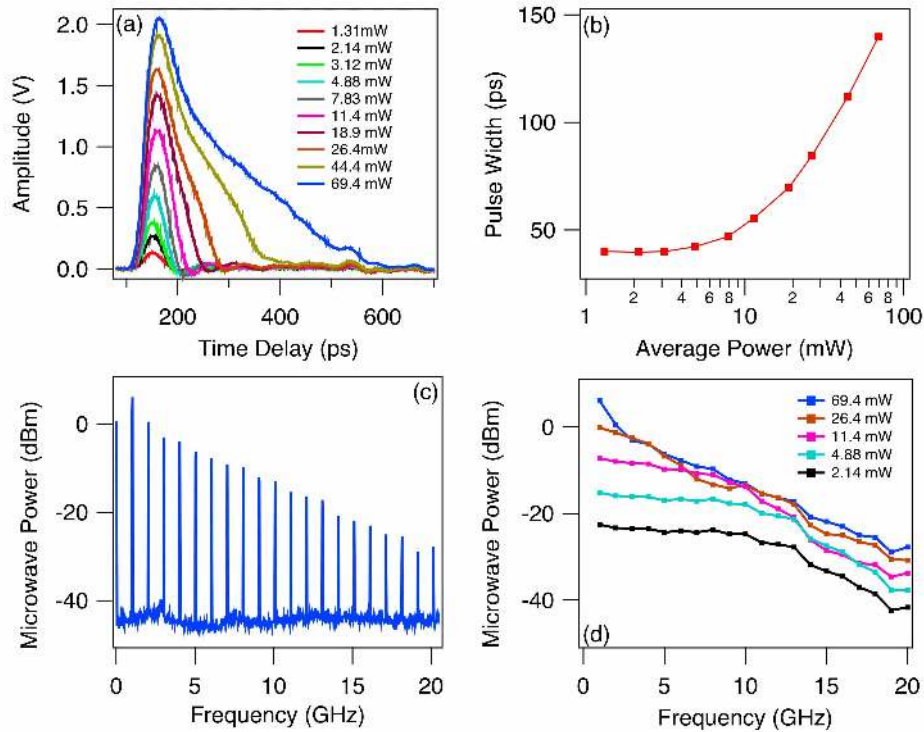 (a)
2.0
1.5
1.0
0.5
0.0
Amplitude (V)
1.31mW
2.14 mW
3.12 mW
4.88 mW
7.83 mW
11.4 mW
18.9 mW
26.4mW
44.4 mW
69.4 mW
200 400 600
Time Delay (ps)
(b)
150
100
50
Pulse Width (ps)
2 4 6 8 2 4 6 8
1 10 100
Average Power (mW)
(c)
0
-20
-40
Microwave Power (dBm)
0 5 10 15 20
Frequency (GHz)
69.4 mW
26.4 mW
11.4 mW
4.88 mW
2.14 mW
0
-20
-40
Microwave Power (dBm)
(d)
0 5 10 15 20
Frequency (GHz)